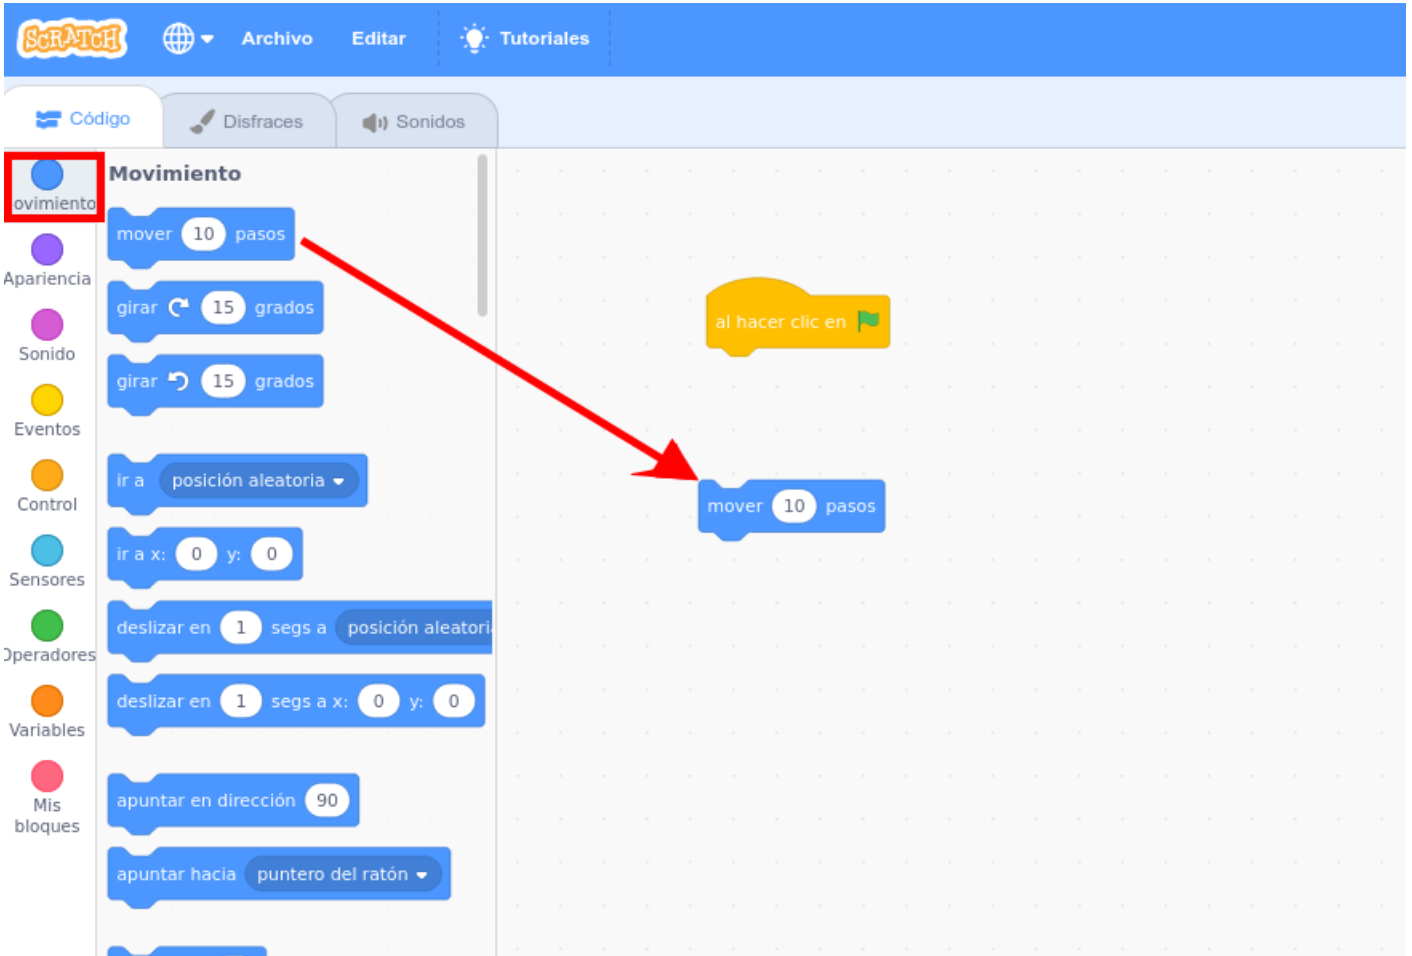 SCRATCH Archivo Editar Tutoriales
Código Disfraces Sonidos
ovimiento
Apariencia
Sonido
Eventos
Control
Sensores
Operadores
Variables
Mis
bloques
Movimiento
mover 10 pasos
girar 15 grados
girar 15 grados
ir a posición aleatoria
ir a x: 0 y: 0
deslizar en 1 segs a posición aleatori
deslizar en 1 segs a x: 0 y: 0
apuntar en dirección 90
apuntar hacia puntero del ratón
al hacer clic en
mover 10 pasos